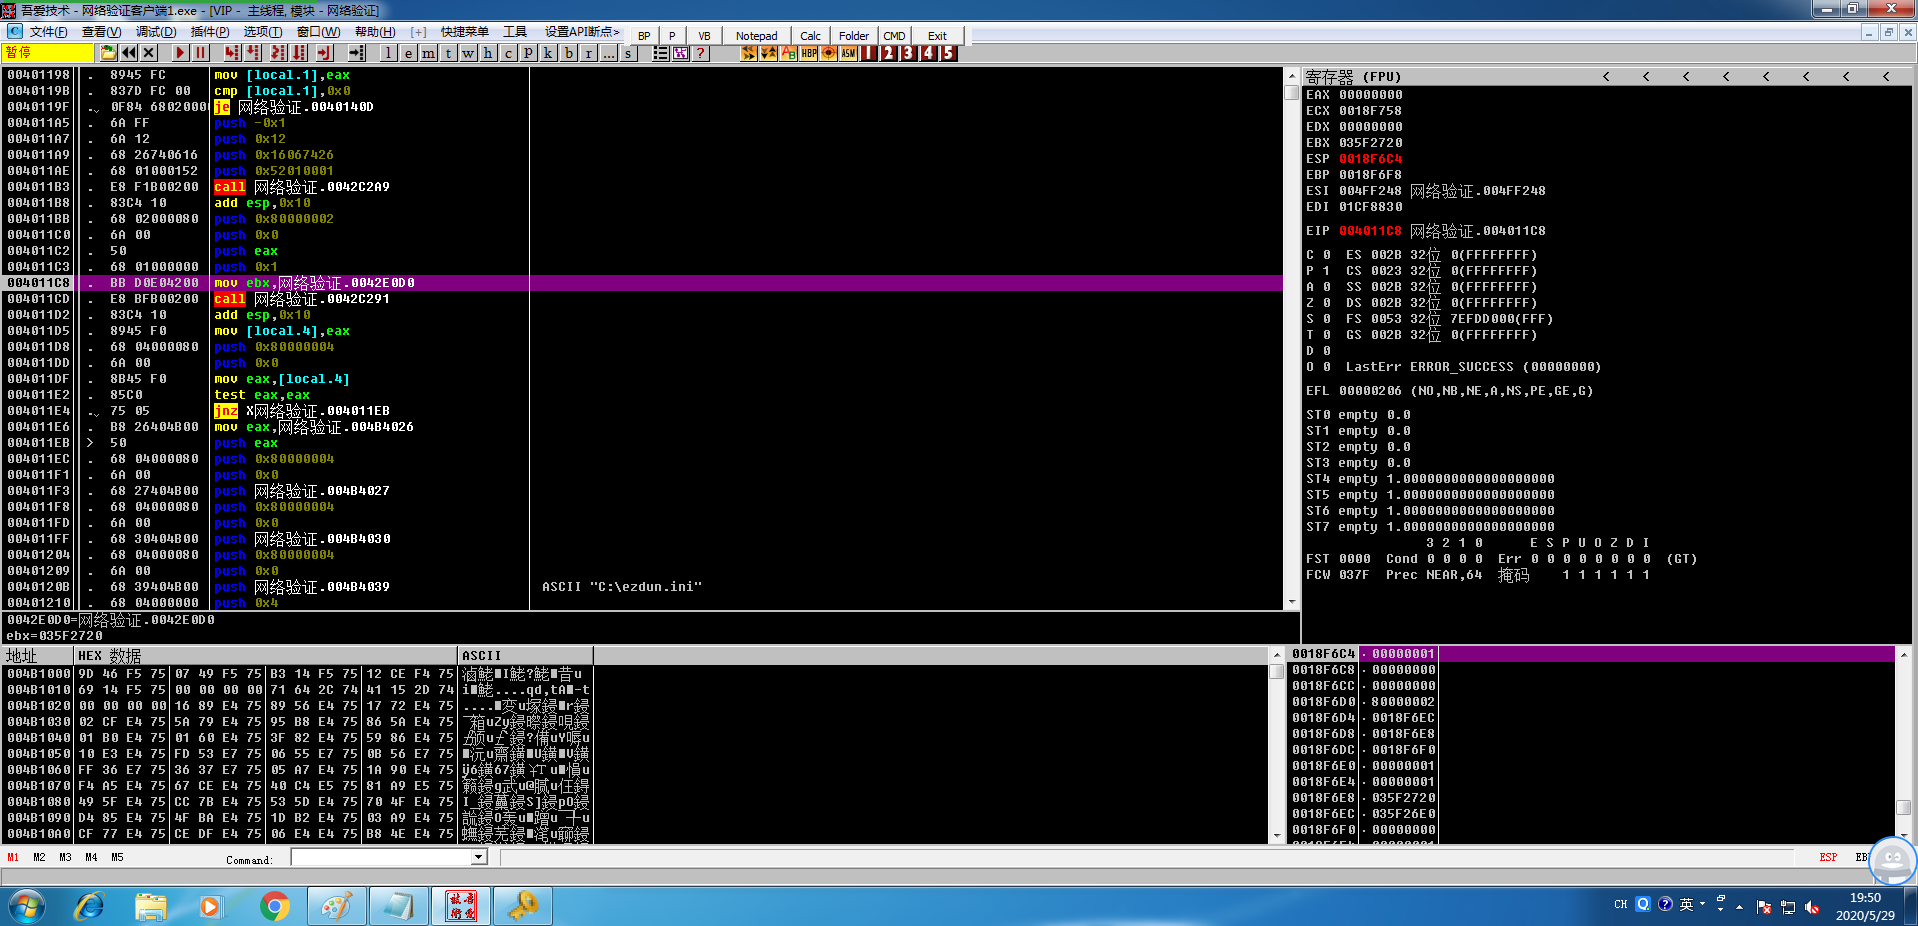 吾爱技术 - 网络验证客户端1.exe - [VIP - 主线程, 模块 - 网络验证]
文件(F) 查看(V) 调试(D) 插件(P) 选项(T) 窗口(W) 帮助(H) [+] 快捷菜单 工具 设置API断点> BP P VB Notepad Calc Folder CMD Exit
暂停 l e m t w h c p k b r ... s ? HBP ASM 1 2 3 4 5
00401198 . 8945 FC mov [local.1],eax
0040119B . 837D FC 00 cmp [local.1],0x0
0040119F . 0F84 68020000 je 网络验证.0040140D
004011A5 . 6A FF push -0x1
004011A7 . 6A 12 push 0x12
004011A9 . 68 26740616 push 0x16067426
004011AE . 68 01000152 push 0x52010001
004011B3 . E8 F1B00200 call 网络验证.0042C2A9
004011B8 . 83C4 10 add esp,0x10
004011BB . 68 02000080 push 0x80000002
004011C0 . 6A 00 push 0x0
004011C2 . 50 push eax
004011C3 . 68 01000000 push 0x1
004011C8 . BB D0E04200 mov ebx,网络验证.0042E0D0
004011CD . E8 BFB00200 call 网络验证.0042C291
004011D2 . 83C4 10 add esp,0x10
004011D5 . 8945 F0 mov [local.4],eax
004011D8 . 68 04000080 push 0x80000004
004011DD . 6A 00 push 0x0
004011DF . 8B45 F0 mov eax,[local.4]
004011E2 . 85C0 test eax,eax
004011E4 . 75 05 jnz X网络验证.004011EB
004011E6 . B8 26404B00 mov eax,网络验证.004B4026
004011EB > 50 push eax
004011EC . 68 04000080 push 0x80000004
004011F1 . 6A 00 push 0x0
004011F3 . 68 27404B00 push 网络验证.004B4027
004011F8 . 68 04000080 push 0x80000004
004011FD . 6A 00 push 0x0
004011FF . 68 30404B00 push 网络验证.004B4030
00401204 . 68 04000080 push 0x80000004
00401209 . 6A 00 push 0x0
0040120B . 68 39404B00 push 网络验证.004B4039 ASCII "C:\ezdun.ini"
00401210 . 68 04000000 push 0x4
0042E0D0=网络验证.0042E0D0
ebx=035F2720
寄存器 (FPU) < < < < < < < <
EAX 00000000
ECX 0018F758
EDX 00000000
EBX 035F2720
ESP 0018F6C4
EBP 0018F6F8
ESI 004FF248 网络验证.004FF248
EDI 01CF8830
EIP 004011C8 网络验证.004011C8
C 0 ES 002B 32位 0(FFFFFFFF)
P 1 CS 0023 32位 0(FFFFFFFF)
A 0 SS 002B 32位 0(FFFFFFFF)
Z 0 DS 002B 32位 0(FFFFFFFF)
S 0 FS 0053 32位 7EFDD000(FFF)
T 0 GS 002B 32位 0(FFFFFFFF)
D 0
O 0 LastErr ERROR_SUCCESS (00000000)
EFL 00000206 (NO,NB,NE,A,NS,PE,GE,G)
ST0 empty 0.0
ST1 empty 0.0
ST2 empty 0.0
ST3 empty 0.0
ST4 empty 1.0000000000000000000
ST5 empty 1.0000000000000000000
ST6 empty 1.0000000000000000000
ST7 empty 1.0000000000000000000
3 2 1 0 E S P U O Z D I
FST 0000 Cond 0 0 0 0 Err 0 0 0 0 0 0 0 0 (GT)
FCW 037F Prec NEAR,64 掩码 1 1 1 1 1 1
地址 HEX 数据 ASCII
004B1000 9D 46 F5 75 07 49 F5 75 B3 14 F5 75 12 CE F4 75
004B1010 69 14 F5 75 00 00 00 00 71 64 2C 74 41 15 2D 74
004B1020 00 00 00 00 16 89 E4 75 89 56 E4 75 17 72 E4 75
004B1030 02 CF E4 75 5A 79 E4 75 95 B8 E4 75 86 5A E4 75
004B1040 01 B0 E4 75 01 60 E4 75 3F 82 E4 75 59 86 E4 75
004B1050 10 E3 E4 75 FD 53 E7 75 06 55 E7 75 0B 56 E7 75
004B1060 FF 36 E7 75 36 37 E7 75 05 A7 E4 75 1A 90 E4 75
004B1070 F4 A5 E4 75 67 CE E4 75 40 C4 E5 75 81 A9 E5 75
004B1080 49 5F E4 75 CC 7B E4 75 53 5D E4 75 70 4F E4 75
004B1090 D4 85 E4 75 4F BA E4 75 1D B2 E4 75 03 A9 E4 75
004B10A0 CF 77 E4 75 CE DF E4 75 06 E4 E4 75 B8 4E E4 75
0018F6C4 00000001
0018F6C8 00000000
0018F6CC 00000000
0018F6D0 80000002
0018F6D4 0018F6EC
0018F6D8 0018F6E8
0018F6DC 0018F6F0
0018F6E0 00000001
0018F6E4 00000001
0018F6E8 035F2720
0018F6EC 035F26E0
0018F6F0 00000000
M1 M2 M3 M4 M5 Command: ESP
CH 英 19:50
2020/5/29